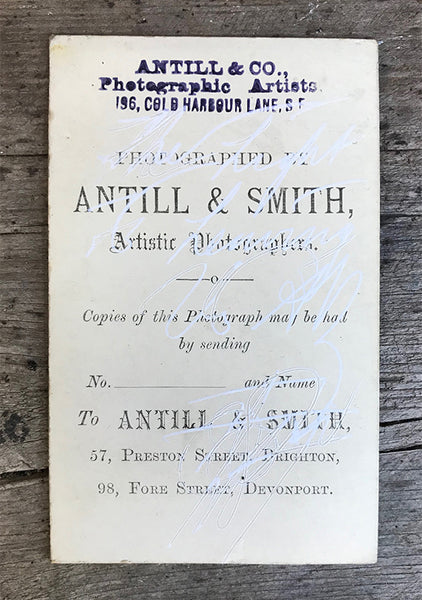 ANTILL & CO.,
Photographic Artists.
196, COLD HARBOUR LANE, S.E.
PHOTOGRAPHED BY
ANTILL & SMITH,
Artistic Photographers.
Copies of this Photograph may be had
by sending
No. and Name
To ANTILL & SMITH,
57, PRESTON STREET, BRIGHTON,
98, FORE STREET, DEVONPORT.